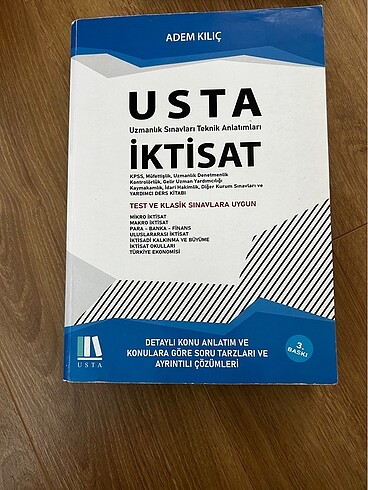 ADEM KILIÇ
USTA
Uzmanlık Sınavları Teknik Anlatımları
İKTİSAT
KPSS, Müfettişlik, Uzmanlık Denetmenlik
Kontrolörlük, Gelir Uzman Yardımcılığı
Kaymakamlık, İdari Hakimlik, Diğer Kurum Sınavları ve
YARDIMCI DERS KİTABI
TEST VE KLASİK SINAVLARA UYGUN
MİKRO İKTİSAT
MAKRO İKTİSAT
PARA - BANKA - FİNANS
ULUSLARARASI İKTİSAT
İKTİSADİ KALKINMA VE BÜYÜME
İKTİSAT OKULLARI
TÜRKİYE EKONOMİSİ
USTA
DETAYLI KONU ANLATIM VE
KONULARA GÖRE SORU TARZLARI VE
AYRINTILI ÇÖZÜMLERİ
3.
BASKI